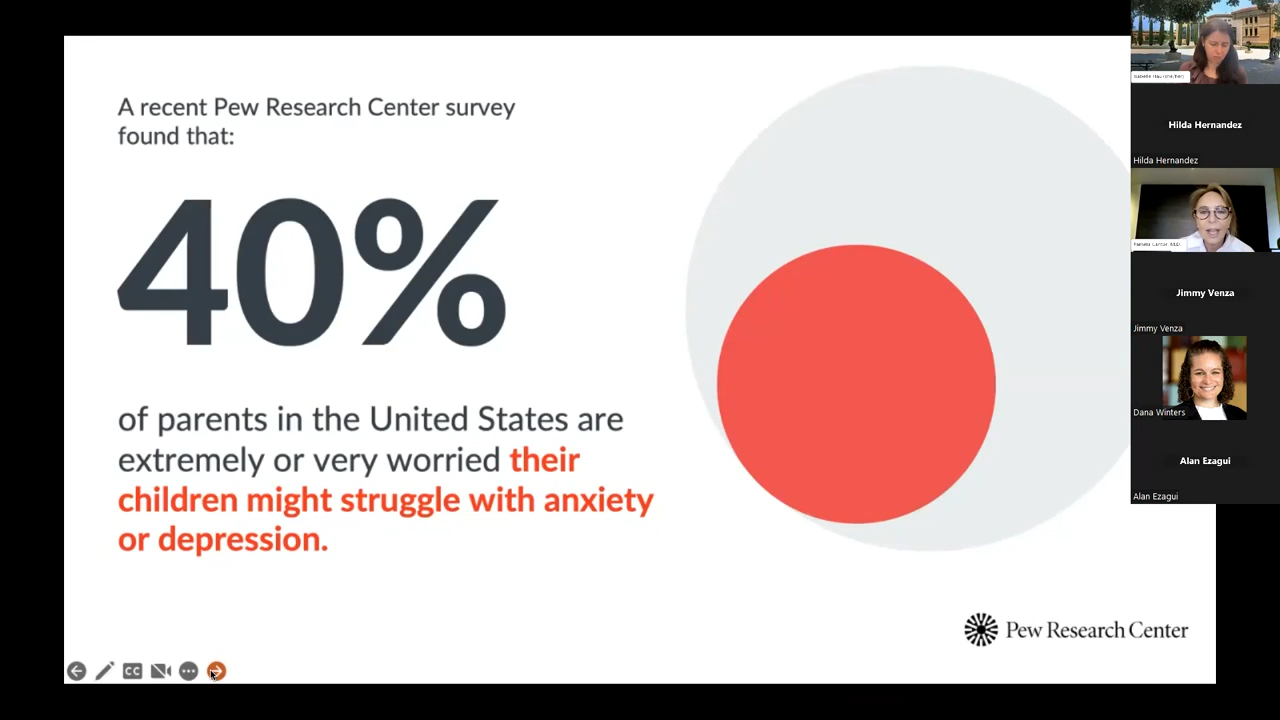 A recent Pew Research Center survey
found that:
40%
of parents in the United States are
extremely or very worried their
children might struggle with anxiety
or depression.
Pew Research Center
CC
Hilda Hernandez
Hilda Hernandez
Jimmy Venza
Jimmy Venza
Dana Winters
Alan Ezagui
Alan Ezagui